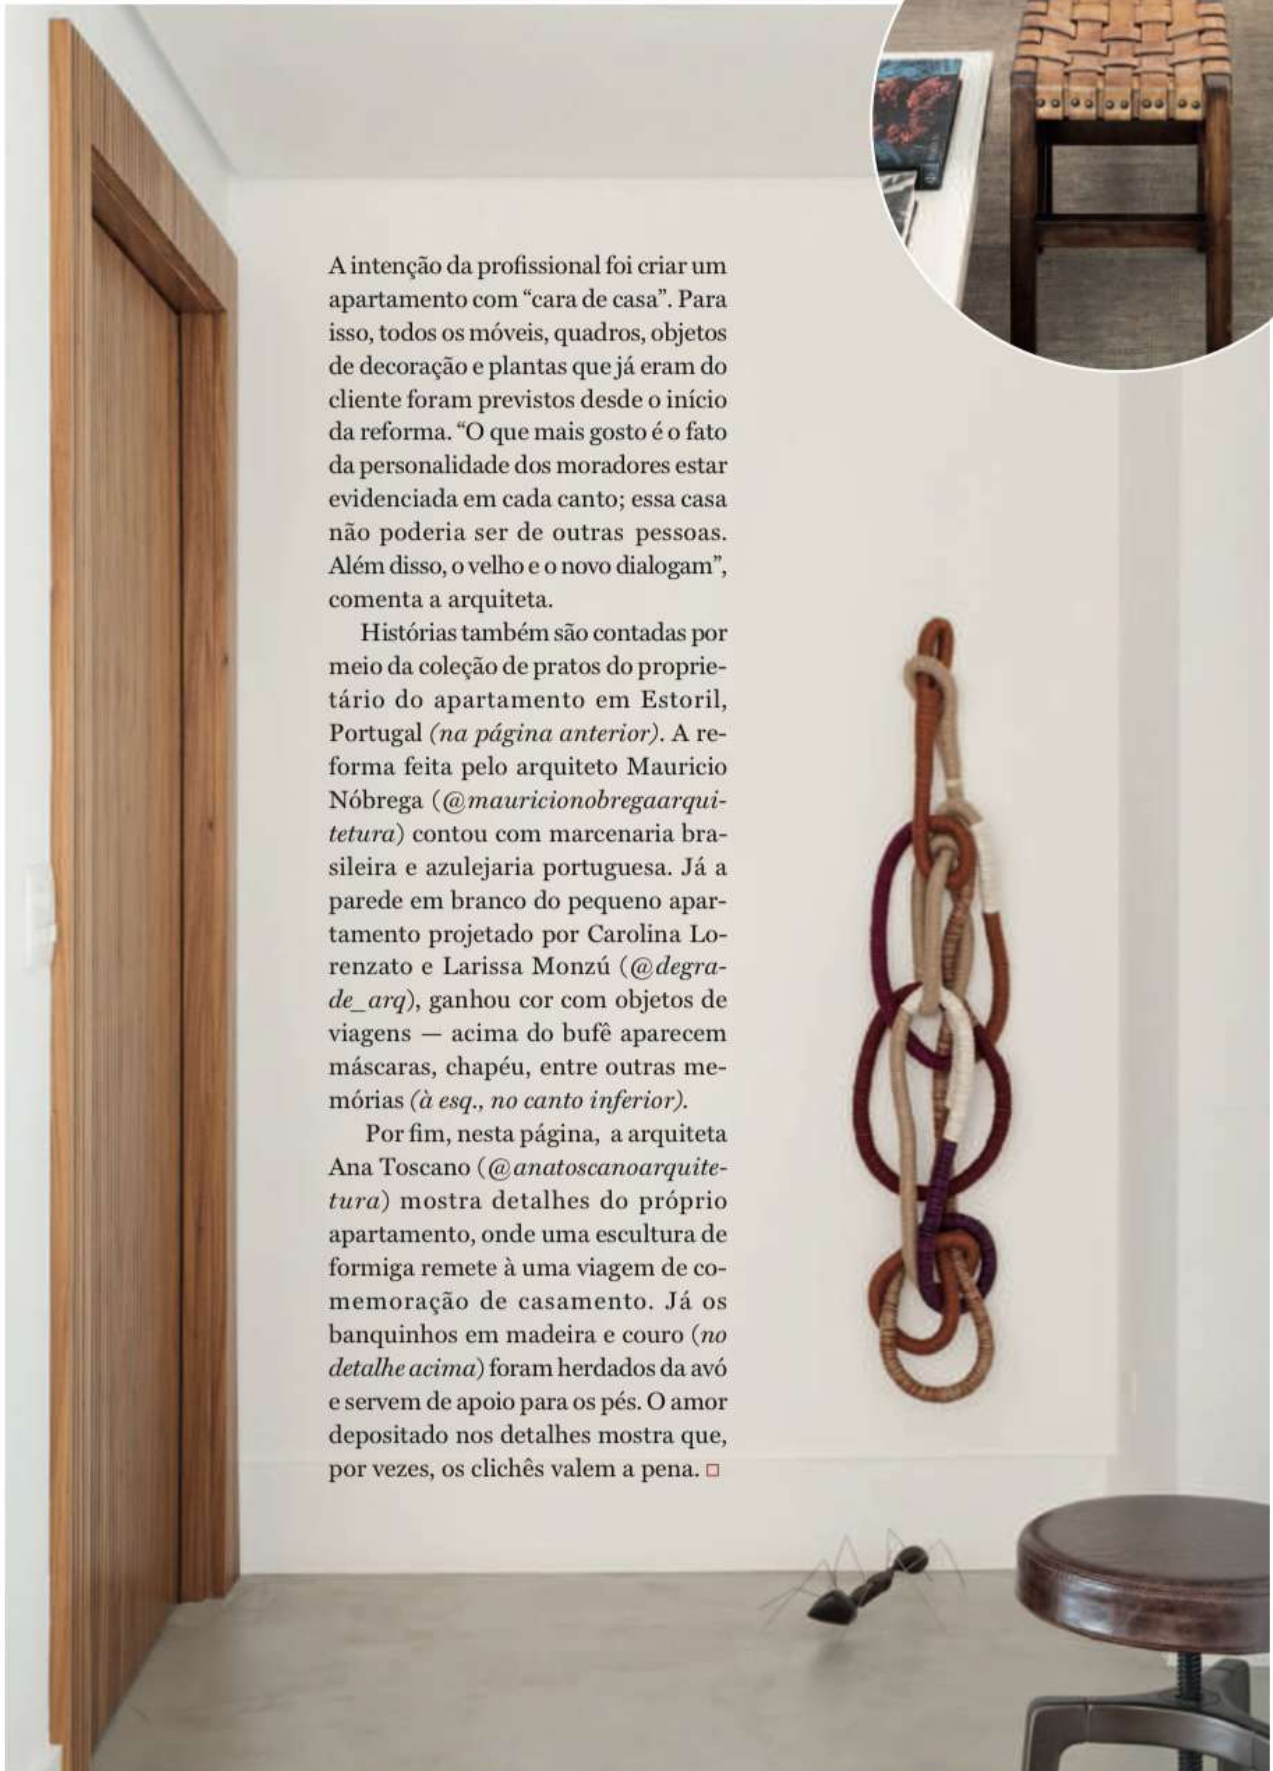 A intenção da profissional foi criar um
apartamento com “cara de casa”. Para
isso, todos os móveis, quadros, objetos
de decoração e plantas que já eram do
cliente foram previstos desde o início
da reforma. “O que mais gosto é o fato
da personalidade dos moradores estar
evidenciada em cada canto; essa casa
não poderia ser de outras pessoas.
Além disso, o velho e o novo dialogam”,
comenta a arquiteta.
Histórias também são contadas por
meio da coleção de pratos do proprie-
tário do apartamento em Estoril,
Portugal (na página anterior). A re-
forma feita pelo arquiteto Mauricio
Nóbrega (@mauricionobregaarqui-
tetura) contou com marcenaria bra-
sileira e azulejaria portuguesa. Já a
parede em branco do pequeno apar-
tamento projetado por Carolina Lo-
renzato e Larissa Monzú (@degra-
de_arq), ganhou cor com objetos de
viagens — acima do bufê aparecem
máscaras, chapéu, entre outras me-
mórias (à esq., no canto inferior).
Por fim, nesta página, a arquiteta
Ana Toscano (@anatoscanoarquite-
tura) mostra detalhes do próprio
apartamento, onde uma escultura de
formiga remete à uma viagem de co-
memoração de casamento. Já os
banquinhos em madeira e couro (no
detalhe acima) foram herdados da avó
e servem de apoio para os pés. O amor
depositado nos detalhes mostra que,
por vezes, os clichês valem a pena.